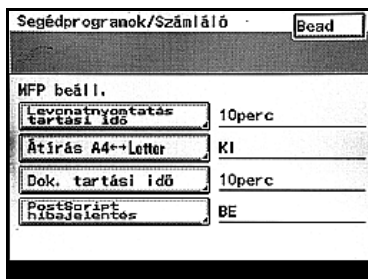 Segédprogranok/Számláló
Bead
MFP beáll.
Levonatnyomtatás
tartási idő
10perc
Átírás A4↔Letter
KI
Dok. tartási idő
10perc
PostScript
hibajelentés
BE